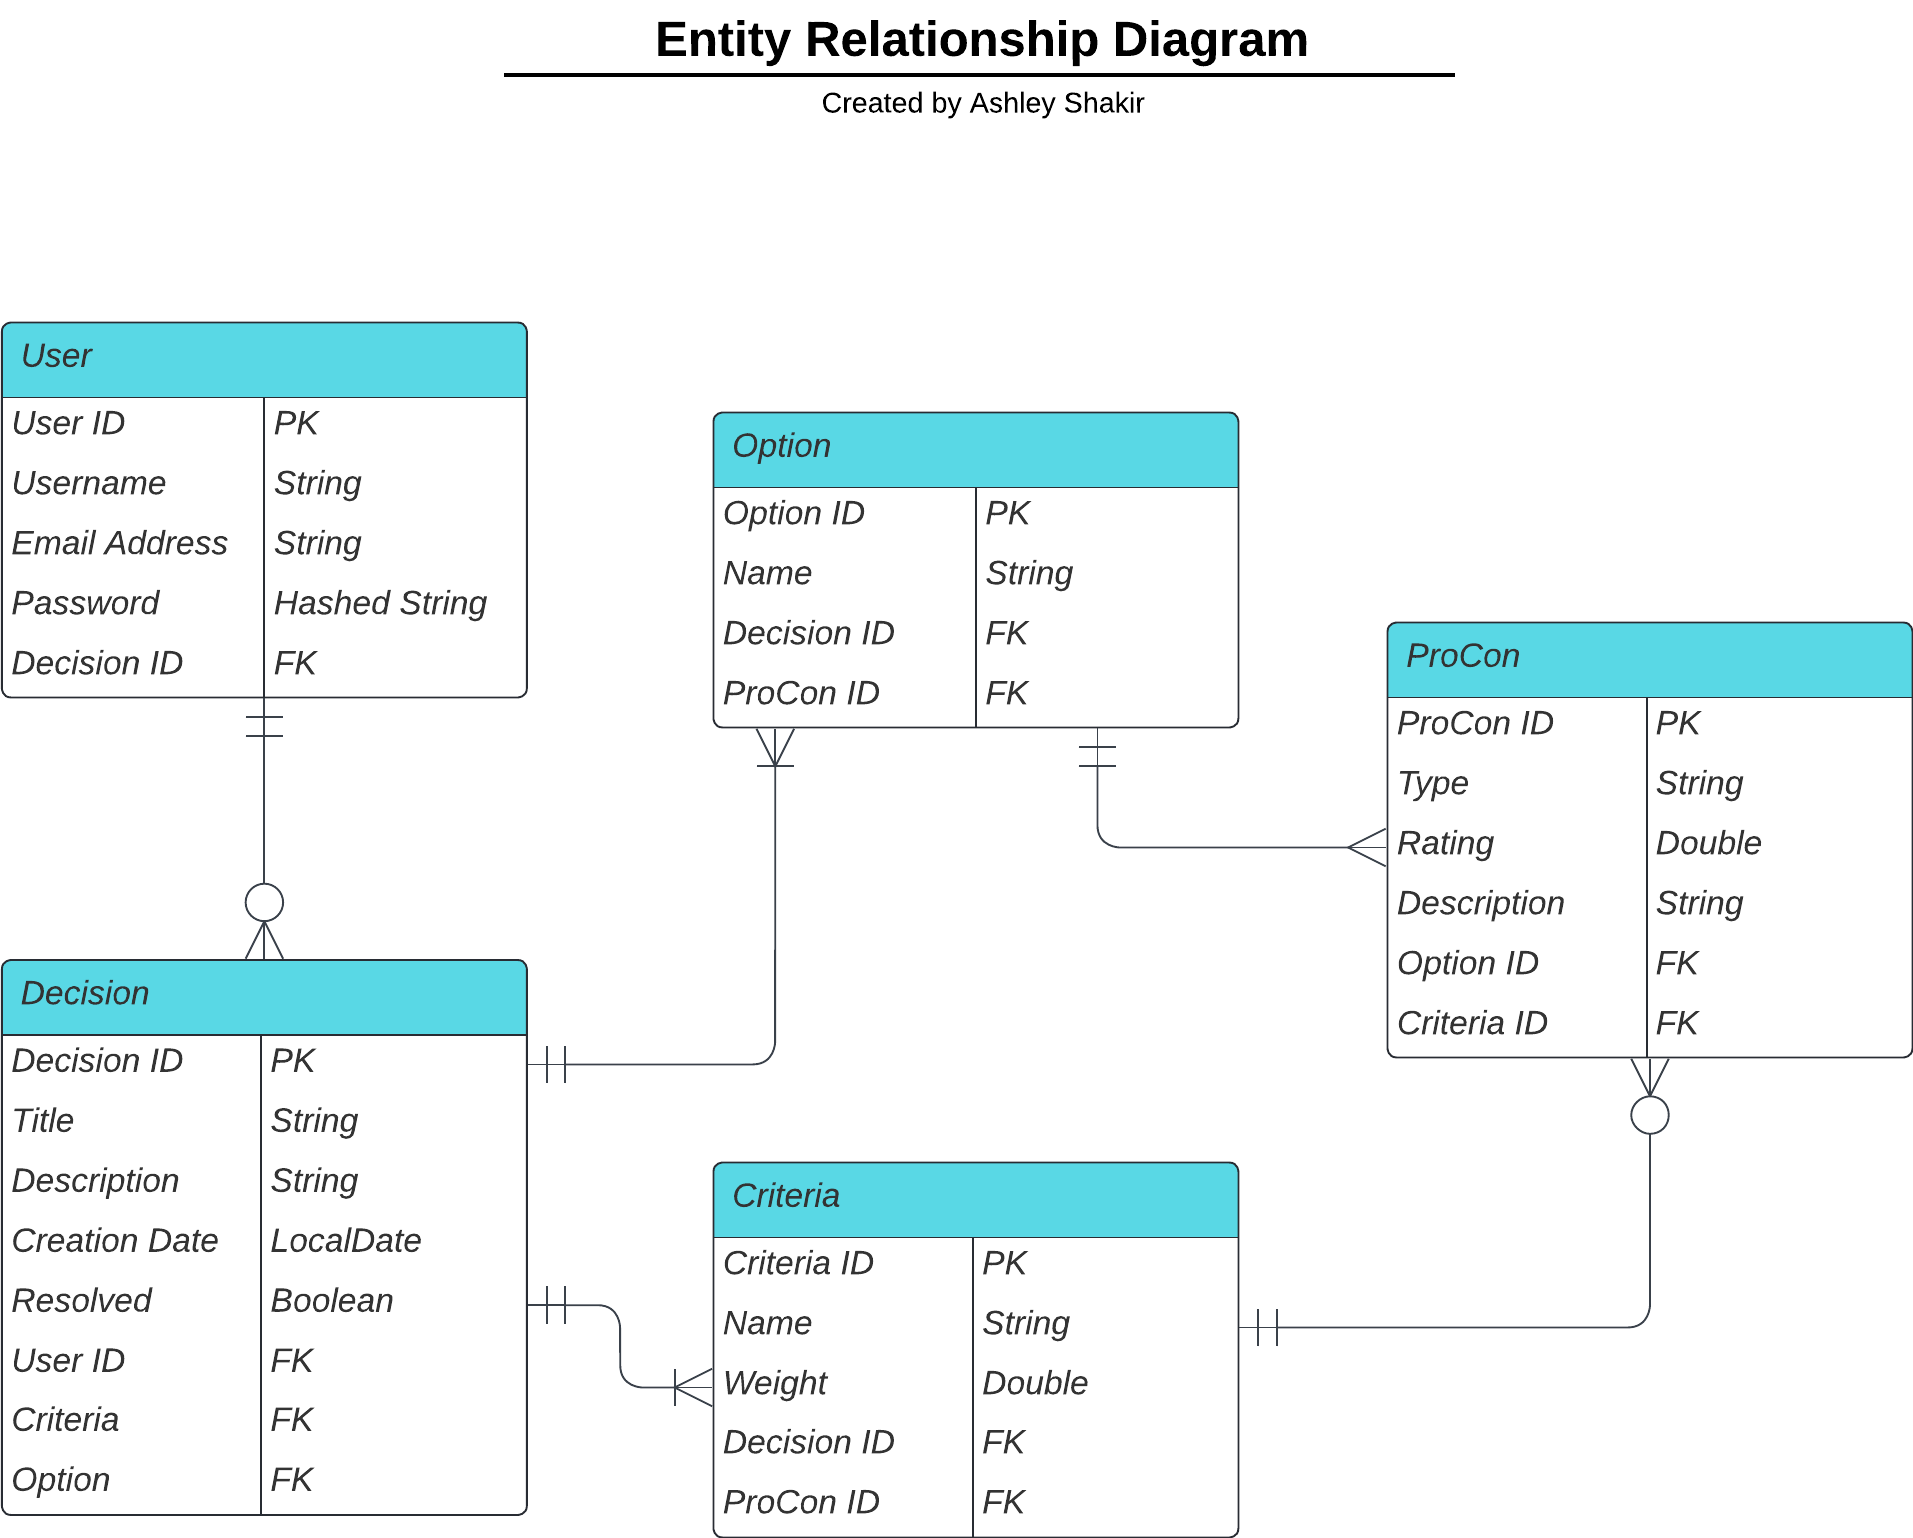 Entity Relationship Diagram
Created by Ashley Shakir
User
User ID PK
Username String
Email Address String
Password Hashed String
Decision ID FK
Option
Option ID PK
Name String
Decision ID FK
ProCon ID FK
ProCon
ProCon ID PK
Type String
Rating Double
Description String
Option ID FK
Criteria ID FK
Decision
Decision ID PK
Title String
Description String
Creation Date LocalDate
Resolved Boolean
User ID FK
Criteria FK
Option FK
Criteria
Criteria ID PK
Name String
Weight Double
Decision ID FK
ProCon ID FK